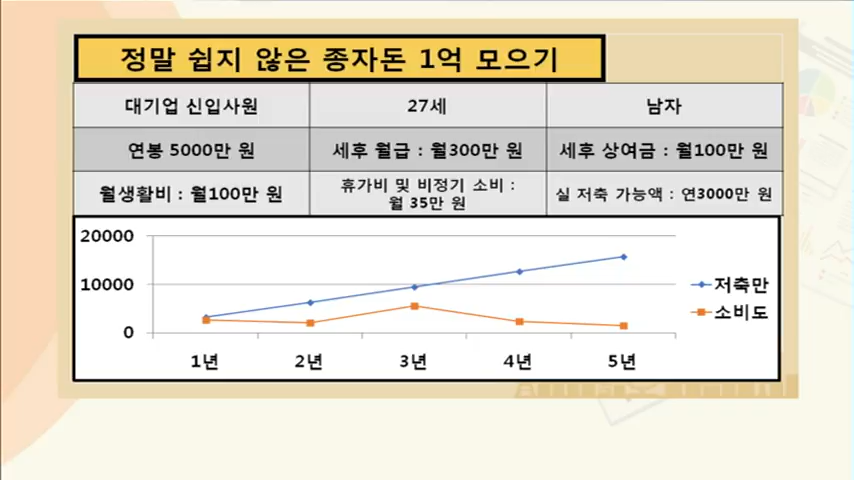 정말 쉽지 않은 종자돈 1억 모으기
대기업 신입사원
27세
남자
연봉 5000만 원
세후 월급 : 월300만 원
세후 상여금 : 월100만 원
월생활비 : 월100만 원
휴가비 및 비정기 소비 :
월 35만 원
실 저축 가능액 : 연3000만 원
20000
10000
0
1년
2년
3년
4년
5년
저축만
소비도